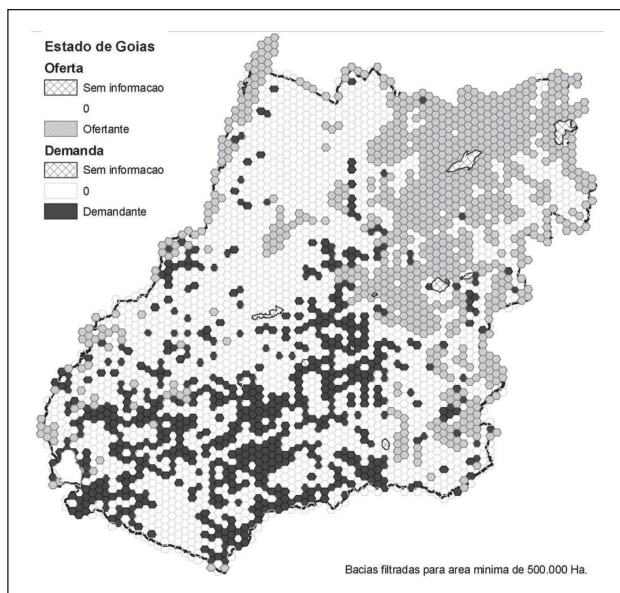 Estado de Goias
Oferta
Sem informacao
0
Ofertante
Demanda
Sem informacao
0
Demandante
Bacias filtradas para area minima de 500.000 Ha.